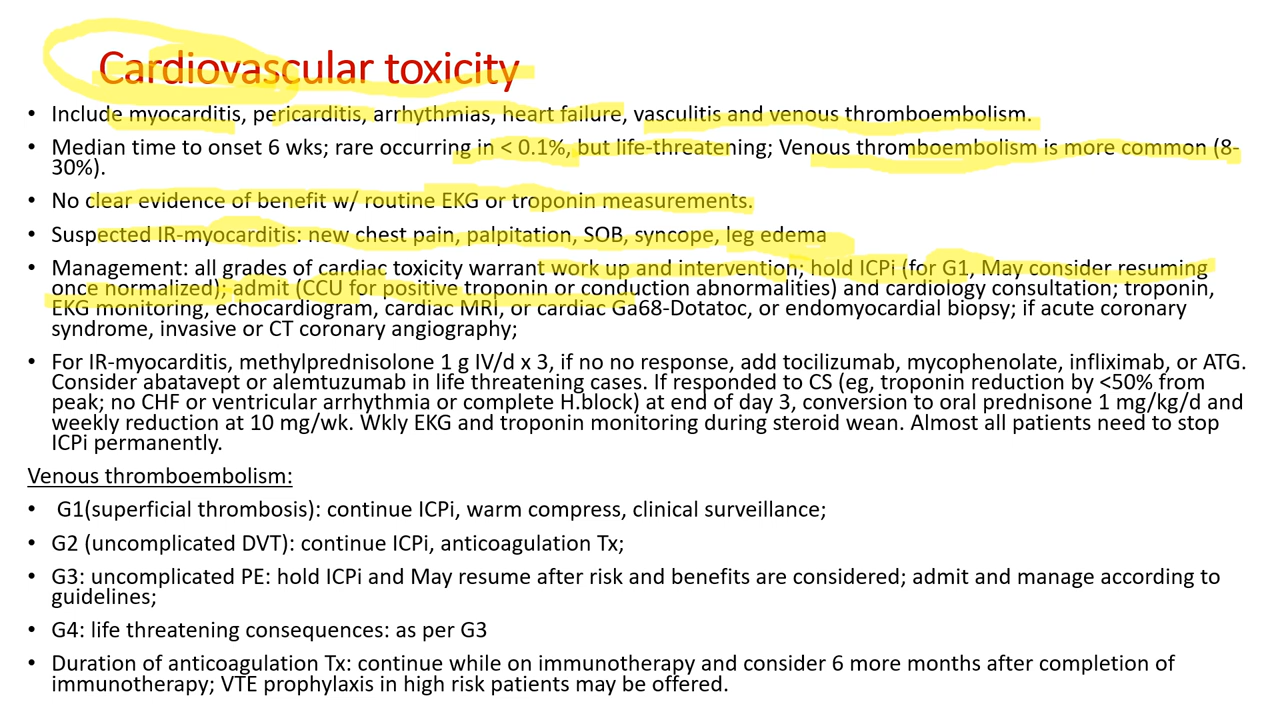 Cardiovascular toxicity
• Include myocarditis, pericarditis, arrhythmias, heart failure, vasculitis and venous thromboembolism.
• Median time to onset 6 wks; rare occurring in < 0.1%, but life-threatening; Venous thromboembolism is more common (8-
30%).
• No clear evidence of benefit w/ routine EKG or troponin measurements.
• Suspected IR-myocarditis: new chest pain, palpitation, SOB, syncope, leg edema
• Management: all grades of cardiac toxicity warrant work up and intervention; hold ICPi (for G1, May consider resuming
once normalized); admit (CCU for positive troponin or conduction abnormalities) and cardiology consultation; troponin,
EKG monitoring, echocardiogram, cardiac MRI, or cardiac Ga68-Dotatoc, or endomyocardial biopsy; if acute coronary
syndrome, invasive or CT coronary angiography;
• For IR-myocarditis, methylprednisolone 1 g IV/d x 3, if no no response, add tocilizumab, mycophenolate, infliximab, or ATG.
Consider abatavept or alemtuzumab in life threatening cases. If responded to CS (eg, troponin reduction by <50% from
peak; no CHF or ventricular arrhythmia or complete H.block) at end of day 3, conversion to oral prednisone 1 mg/kg/d and
weekly reduction at 10 mg/wk. Wkly EKG and troponin monitoring during steroid wean. Almost all patients need to stop
ICPi permanently.
Venous thromboembolism:
• G1(superficial thrombosis): continue ICPi, warm compress, clinical surveillance;
• G2 (uncomplicated DVT): continue ICPi, anticoagulation Tx;
• G3: uncomplicated PE: hold ICPi and May resume after risk and benefits are considered; admit and manage according to
guidelines;
• G4: life threatening consequences: as per G3
• Duration of anticoagulation Tx: continue while on immunotherapy and consider 6 more months after completion of
immunotherapy; VTE prophylaxis in high risk patients may be offered.